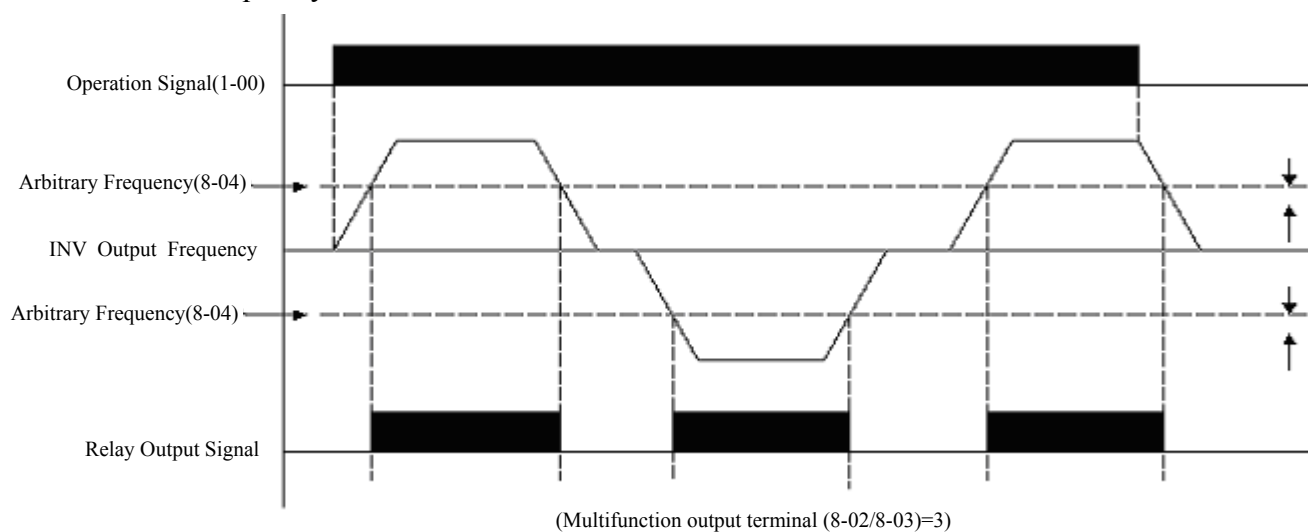 Operation Signal(1-00)
Arbitrary Frequency(8-04)
INV Output Frequency
Arbitrary Frequency(8-04)
Relay Output Signal
(Multifunction output terminal (8-02/8-03)=3)